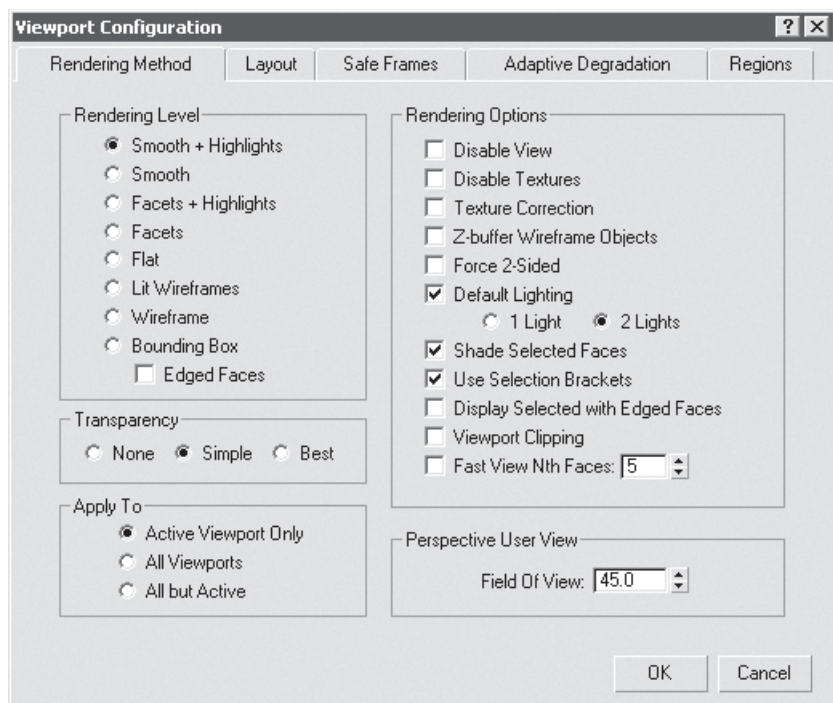 Viewport Configuration
Rendering Method
Layout
Safe Frames
Adaptive Degradation
Regions
Rendering Level
Smooth + Highlights
Smooth
Facets + Highlights
Facets
Flat
Lit Wireframes
Wireframe
Bounding Box
Edged Faces
Transparency
None
Simple
Best
Apply To
Active Viewport Only
All Viewports
All but Active
Rendering Options
Disable View
Disable Textures
Texture Correction
Z-buffer Wireframe Objects
Force 2-Sided
Default Lighting
1 Light
2 Lights
Shade Selected Faces
Use Selection Brackets
Display Selected with Edged Faces
Viewport Clipping
Fast View Nth Faces: 5
Perspective User View
Field Of View: 45.0
OK
Cancel